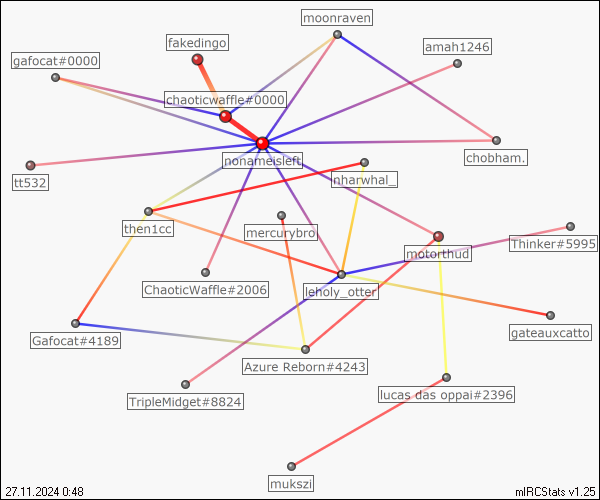 moonraven
fakedingo
amah1246
gafocat#0000
chaoticwaffle#0000
nonameisleft
chobham.
tt532
nharwhal_
then1cc
mercurybro
motorthud
Thinker#5995
ChaoticWaffle#2006
leholy_otter
gateauxcatto
Gafocat#4189
Azure Reborn#4243
TripleMidget#8824
lucas das oppai#2396
mukszi
27.11.2024 0:48
mIRCStats v1.25